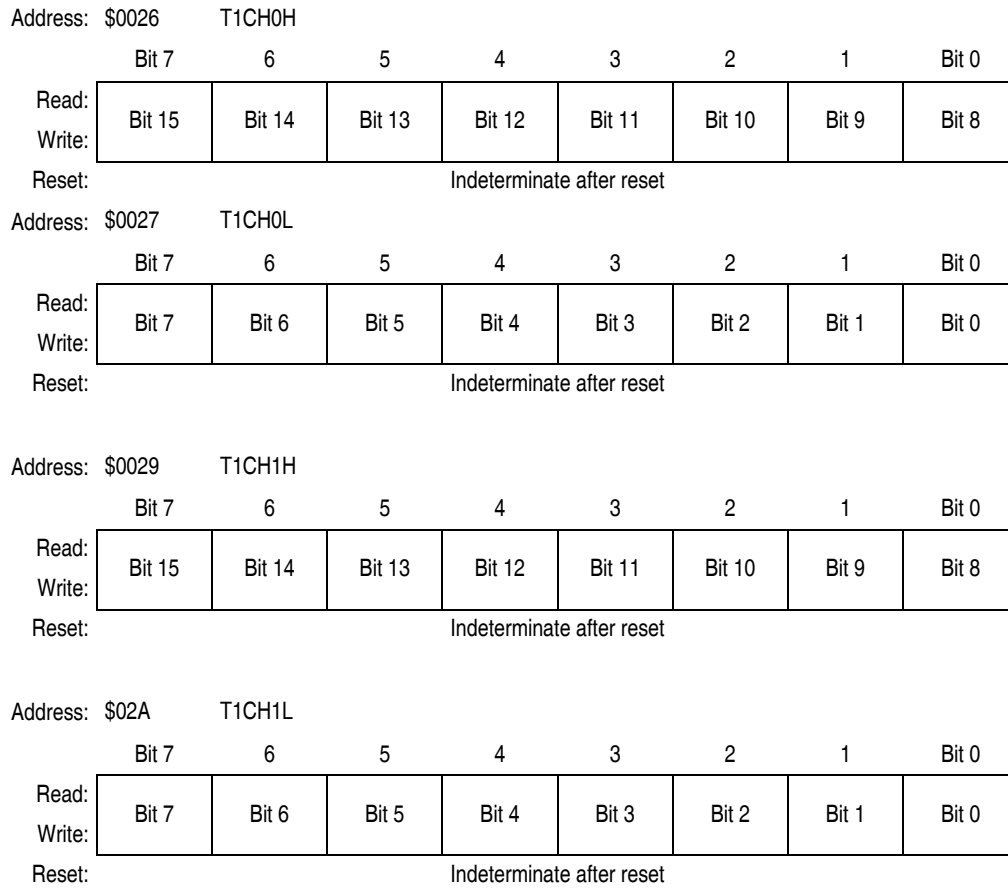 Address: $0026 T1CH0H
Bit 7 6 5 4 3 2 1 Bit 0
Read:
Bit 15 Bit 14 Bit 13 Bit 12 Bit 11 Bit 10 Bit 9 Bit 8
Write:
Reset: Indeterminate after reset
Address: $0027 T1CH0L
Bit 7 6 5 4 3 2 1 Bit 0
Read:
Bit 7 Bit 6 Bit 5 Bit 4 Bit 3 Bit 2 Bit 1 Bit 0
Write:
Reset: Indeterminate after reset
Address: $0029 T1CH1H
Bit 7 6 5 4 3 2 1 Bit 0
Read:
Bit 15 Bit 14 Bit 13 Bit 12 Bit 11 Bit 10 Bit 9 Bit 8
Write:
Reset: Indeterminate after reset
Address: $02A T1CH1L
Bit 7 6 5 4 3 2 1 Bit 0
Read:
Bit 7 Bit 6 Bit 5 Bit 4 Bit 3 Bit 2 Bit 1 Bit 0
Write:
Reset: Indeterminate after reset